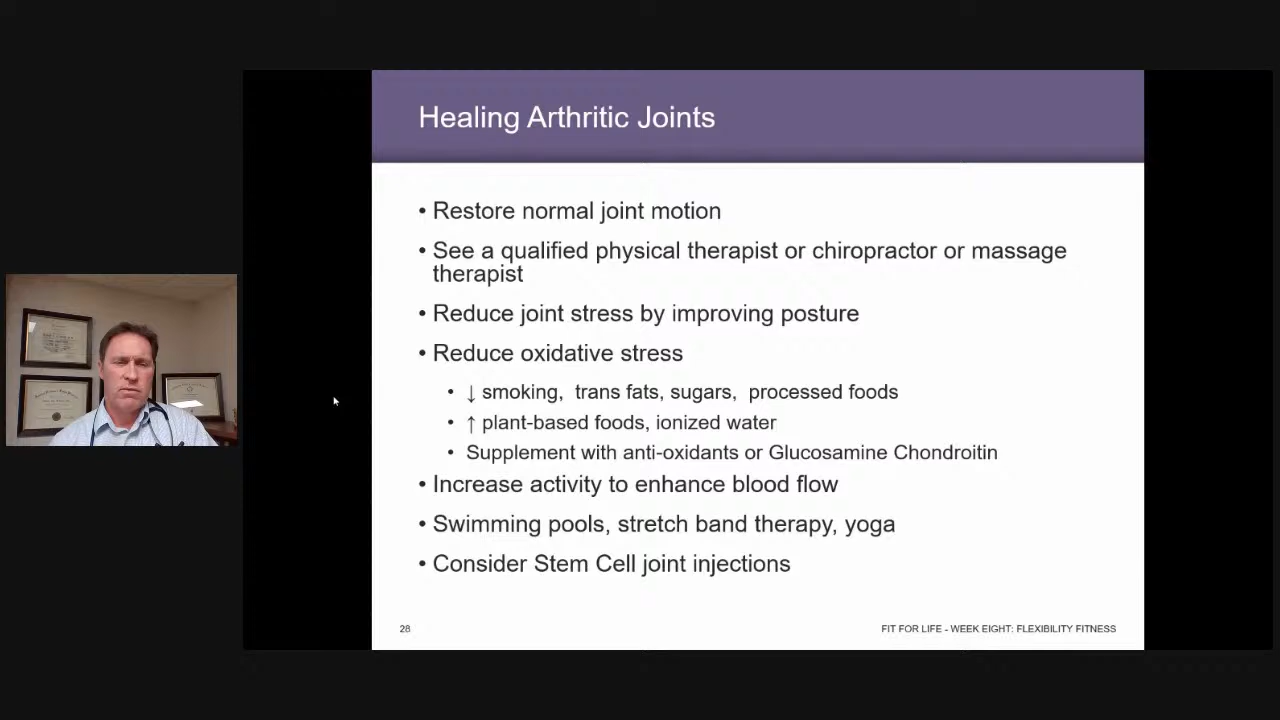 Healing Arthritic Joints
• Restore normal joint motion
• See a qualified physical therapist or chiropractor or massage
therapist
• Reduce joint stress by improving posture
• Reduce oxidative stress
• ↓ smoking, trans fats, sugars, processed foods
• ↑ plant-based foods, ionized water
• Supplement with anti-oxidants or Glucosamine Chondroitin
• Increase activity to enhance blood flow
• Swimming pools, stretch band therapy, yoga
• Consider Stem Cell joint injections
28
FIT FOR LIFE - WEEK EIGHT: FLEXIBILITY FITNESS